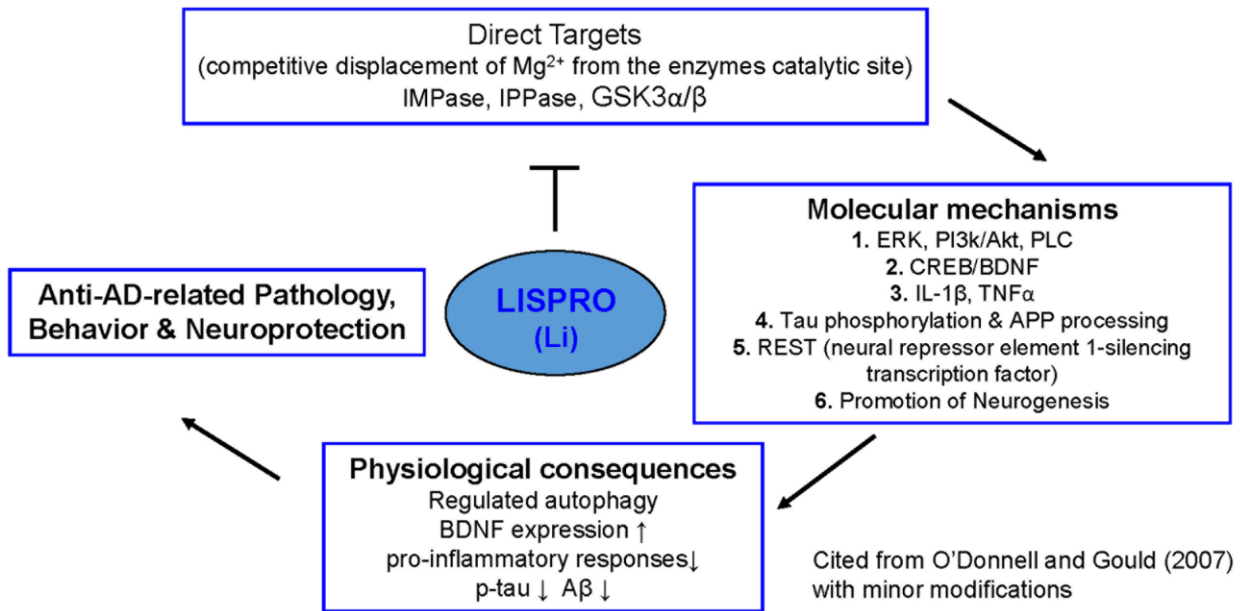 Direct Targets
(competitive displacement of Mg²⁺ from the enzymes catalytic site)
IMPase, IPPase, GSK3α/β
Molecular mechanisms
1. ERK, PI3k/Akt, PLC
2. CREB/BDNF
3. IL-1β, TNFα
4. Tau phosphorylation & APP processing
5. REST (neural repressor element 1-silencing
transcription factor)
6. Promotion of Neurogenesis
LISPRO
(Li)
Anti-AD-related Pathology,
Behavior & Neuroprotection
Physiological consequences
Regulated autophagy
BDNF expression ↑
pro-inflammatory responses↓
p-tau ↓ Aβ ↓
Cited from O'Donnell and Gould (2007)
with minor modifications